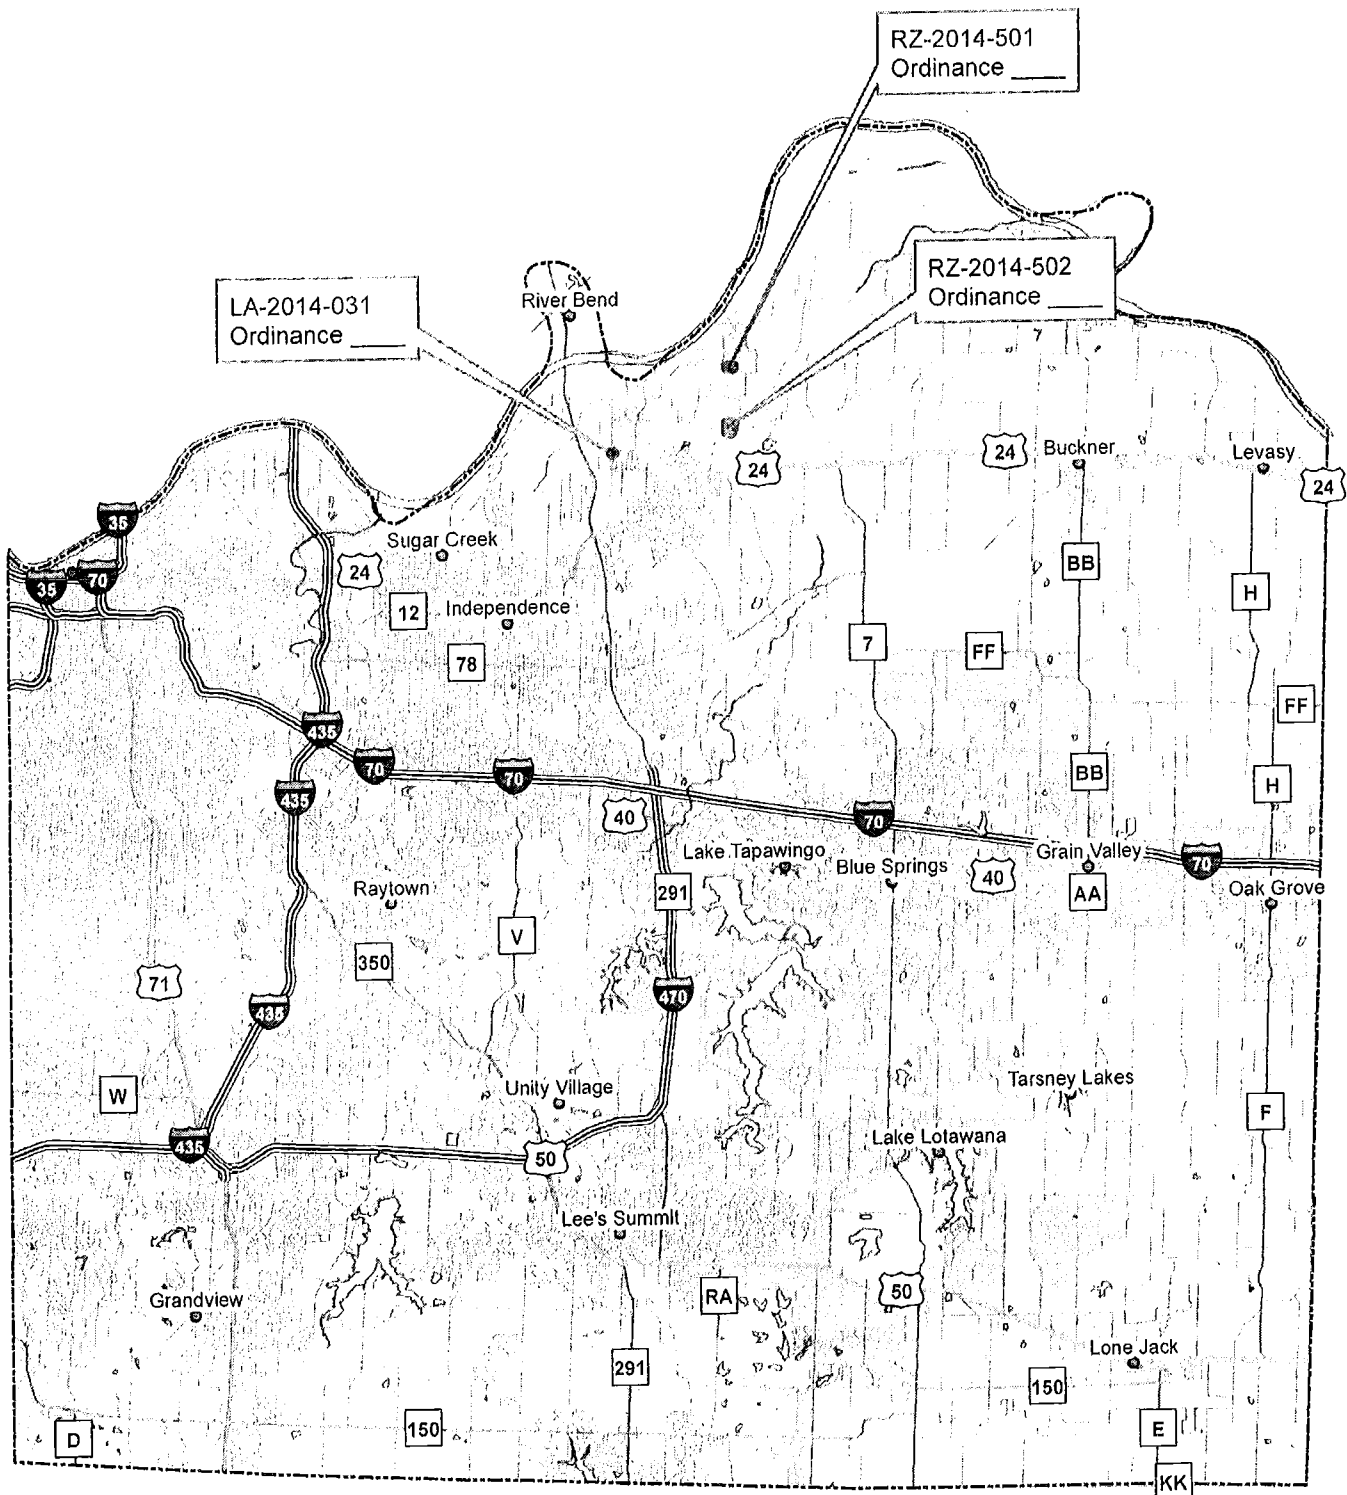 RZ-2014-501
Ordinance ____
RZ-2014-502
Ordinance ____
LA-2014-031
Ordinance ____
River Bend
24
24
Buckner
Levasy
24
35
Sugar Creek
35
70
24
BB
12
Independence
H
7
FF
78
FF
435
70
70
BB
H
435
40
70
Lake Tapawingo
Blue Springs
40
Grain Valley
70
Raytown
291
AA
Oak Grove
V
350
71
470
435
Tarsney Lakes
Unity Village
W
F
435
50
Lake Lotawana
Lee's Summit
Grandview
RA
50
Lone Jack
291
150
150
D
E
KK